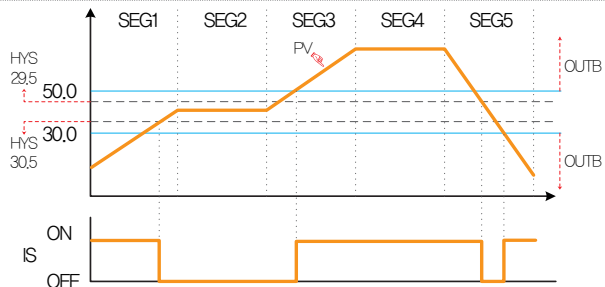 SEG1 SEG2 SEG3 SEG4 SEG5
PV
HYS
29.5
50.0
OUTB
30.0
HYS
30.5
OUTB
ON
IS
OFF